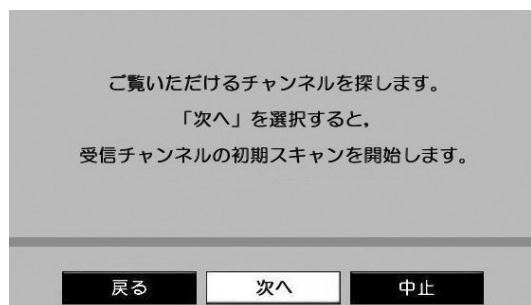 ご覧いただけるチャンネルを探します。
「次へ」を選択すると,
受信チャンネルの初期スキャンを開始します。
戻る 次へ 中止